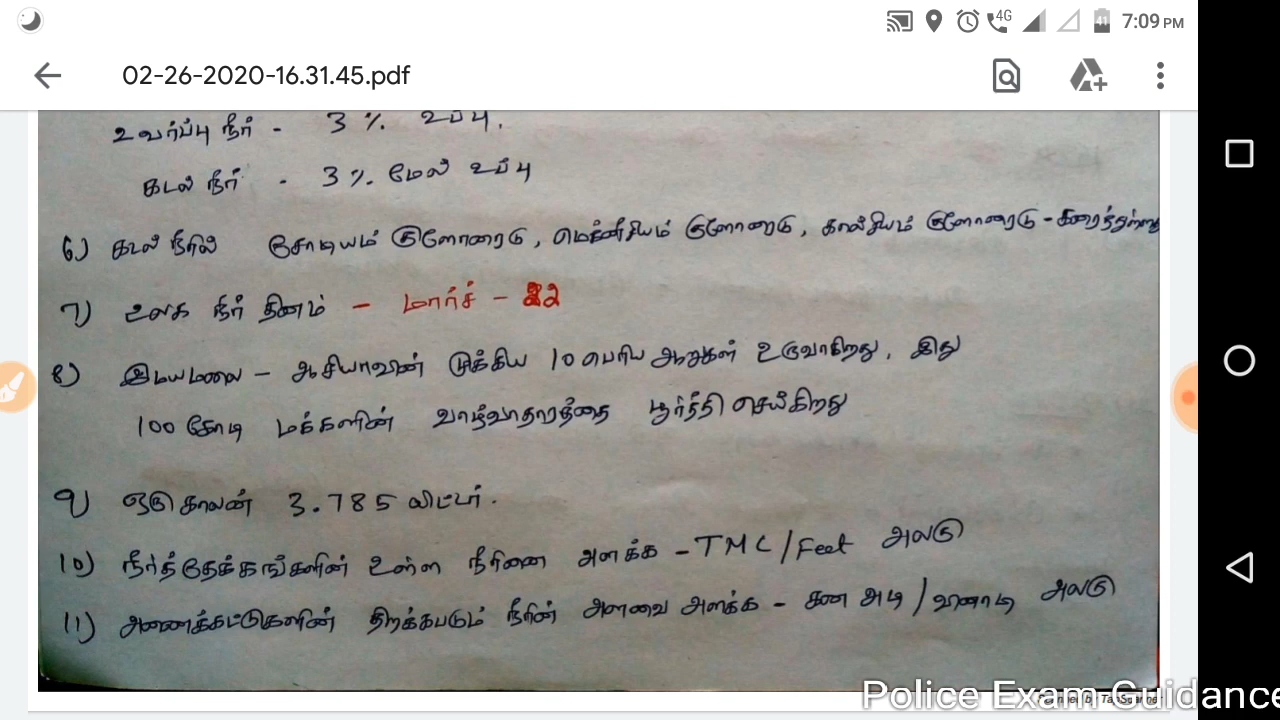 4G 41 7:09 PM
02-26-2020-16.31.45.pdf
உவர்ப்பு நீர் - 3 % உப்பு.
கடல் நீர் - 3 %. மேல் உப்பு
6) கடல் நீரில் சோடியம் குளோரைடு, மெக்னீசியம் குளோரைடு, கால்சியம் குளோரைடு - கரைந்துள்ளது
7) உலக நீர் தினம் - மார்ச் - 22
8) இமயமலை - ஆசியாவின் முக்கிய 10 பெரிய ஆறுகள் உருவாகிறது, இது
100 கோடி மக்களின் வாழ்வாதாரத்தை பூர்த்தி செய்கிறது
9) ஒரு காலன் 3.785 லிட்டர்.
10) நீர்த்தேக்கங்களின் உள்ள நீரினை அளக்க - TMC / Feet அலகு
11) அணைக்கட்டுகளின் திறக்கபடும் நீரின் அளவை அளக்க - கன அடி / வினாடி அலகு
Police Exam Guidance